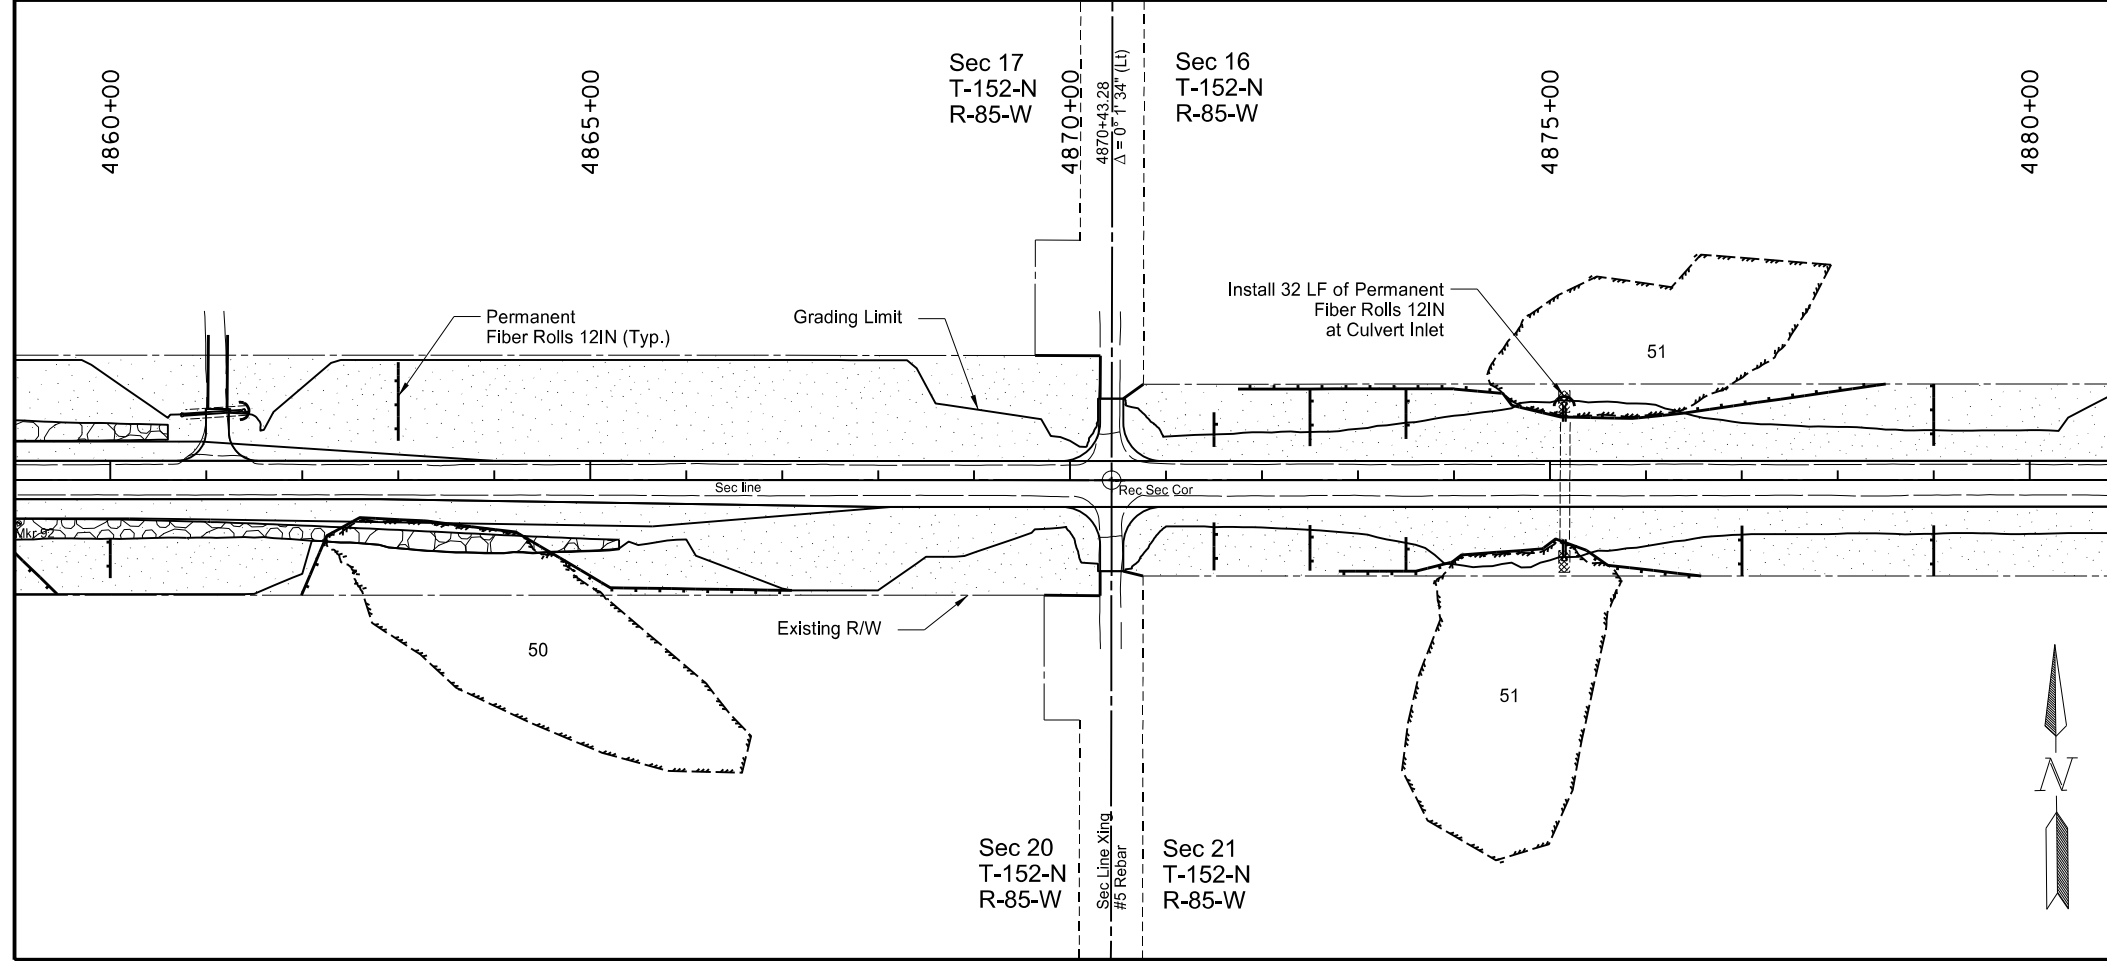 4860+00
4865+00
Sec 17
T-152-N
R-85-W
4870+00
4870+43.28
Δ = 0° 1' 34" (Lt)
Sec 16
T-152-N
R-85-W
4875+00
4880+00
Permanent
Fiber Rolls 12IN (Typ.)
Grading Limit
Install 32 LF of Permanent
Fiber Rolls 12IN
at Culvert Inlet
51
Sec line
Rec Sec Cor
Mkr 92
50
Existing R/W
51
Sec 20
T-152-N
R-85-W
Sec Line Xing
#5 Rebar
Sec 21
T-152-N
R-85-W
N